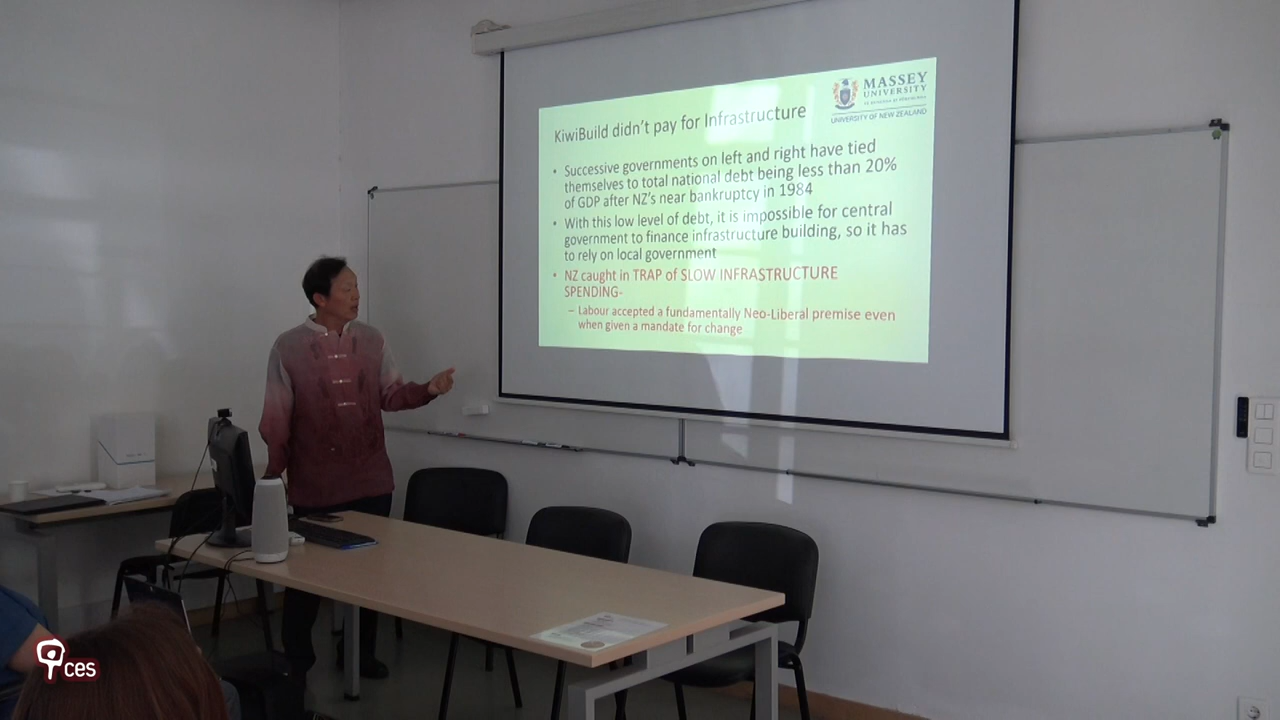 MASSEY
UNIVERSITY
UNIVERSITY OF NEW ZEALAND
KiwiBuild didn't pay for Infrastructure
• Successive governments on left and right have tied
themselves to total national debt being less than 20%
of GDP after NZ's near bankruptcy in 1984
• With this low level of debt, it is impossible for central
government to finance infrastructure building, so it has
to rely on local government
• NZ caught in TRAP of SLOW INFRASTRUCTURE
SPENDING-
– Labour accepted a fundamentally Neo-Liberal premise even
when given a mandate for change
ces